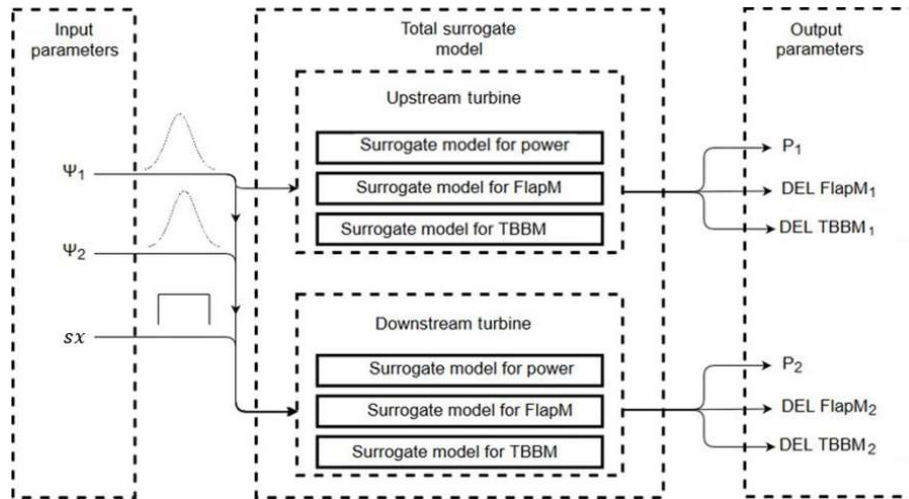 Input
parameters
Total surrogate
model
Output
parameters
Upstream turbine
Surrogate model for power
Surrogate model for FlapM
Surrogate model for TBBM
Ψ1
Ψ2
sx
P1
DEL FlapM1
DEL TBBM1
Downstream turbine
Surrogate model for power
Surrogate model for FlapM
Surrogate model for TBBM
P2
DEL FlapM2
DEL TBBM2